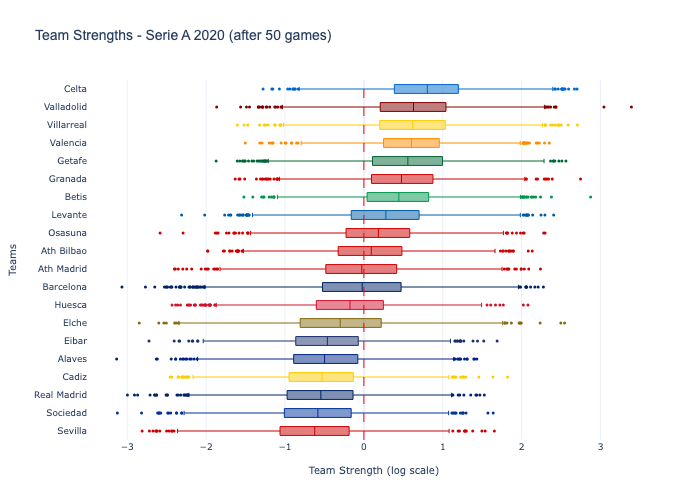 Team Strengths - Serie A 2020 (after 50 games)
Celta
Valladolid
Villarreal
Valencia
Getafe
Granada
Betis
Levante
Osasuna
Ath Bilbao
Ath Madrid
Barcelona
Huesca
Elche
Eibar
Alaves
Cadiz
Real Madrid
Sociedad
Sevilla
Teams
−3 −2 −1 0 1 2 3
Team Strength (log scale)